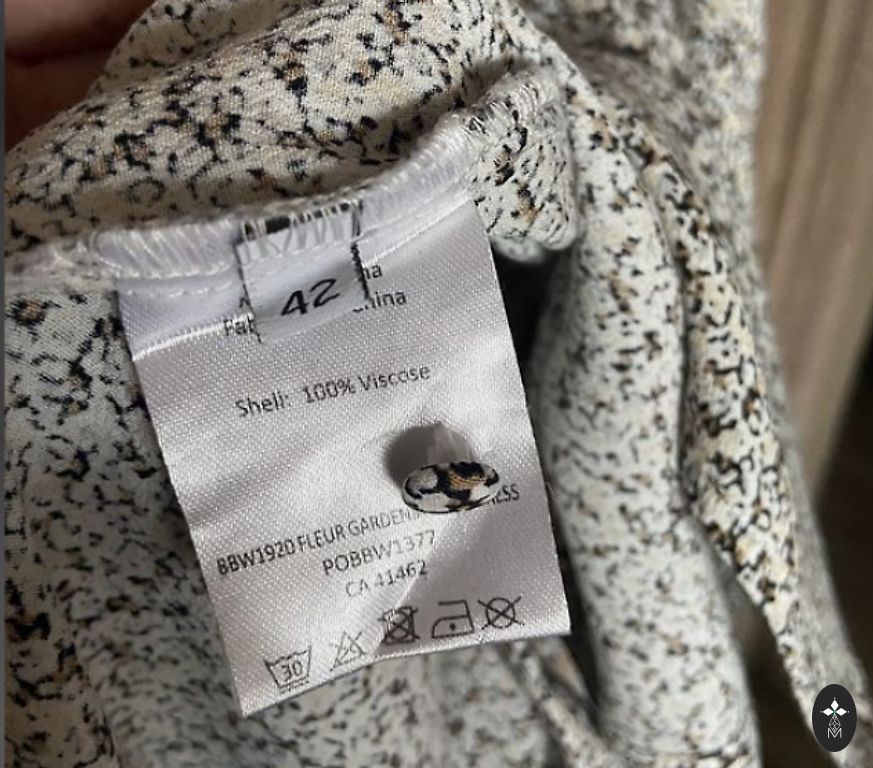 42
Shell: 100% Viscose
BBW1920 FLEUR GARDEN
POBBW1377
CA 41462
30
M